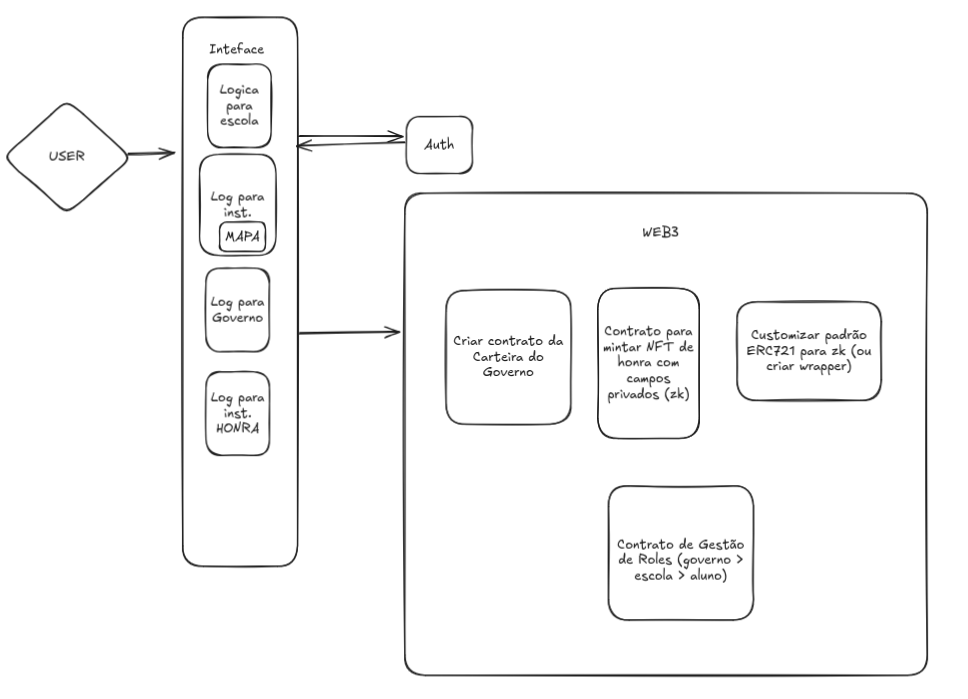 Inteface
Logica
para
escola
USER
Auth
Log para
inst.
MAPA
WEB3
Log para
Governo
Criar contrato da
Carteira do
Governo
Contrato para
mintar NFT de
honra com
campos
privados (zk)
Customizar padrão
ERC721 para zk (ou
criar wrapper)
Log para
inst.
HONRA
Contrato de Gestão
de Roles (governo >
escola > aluno)